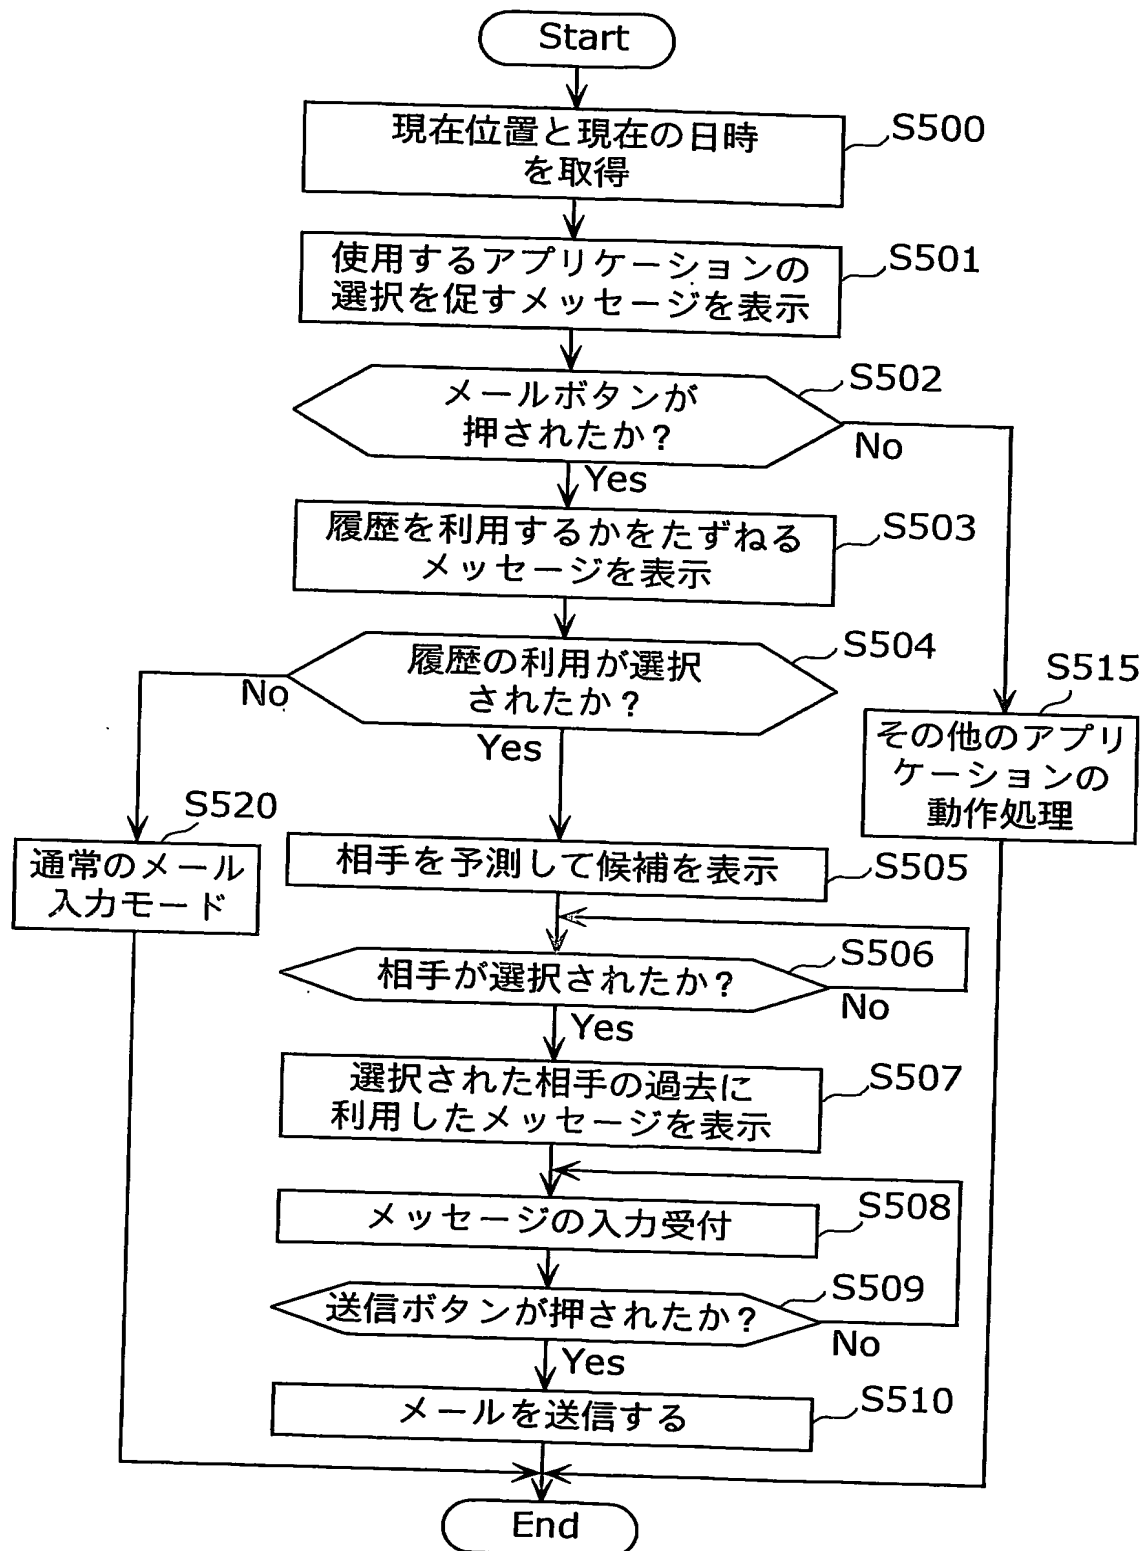 Start
現在位置と現在の日時
を取得
S500
使用するアプリケーションの
選択を促すメッセージを表示
S501
メールボタンが
押されたか？
S502
No
Yes
履歴を利用するかをたずねる
メッセージを表示
S503
履歴の利用が選択
されたか？
S504
No
Yes
S515
その他のアプリ
ケーションの
動作処理
S520
通常のメール
入力モード
相手を予測して候補を表示
S505
相手が選択されたか？
S506
No
Yes
選択された相手の過去に
利用したメッセージを表示
S507
メッセージの入力受付
S508
送信ボタンが押されたか？
S509
No
Yes
メールを送信する
S510
End